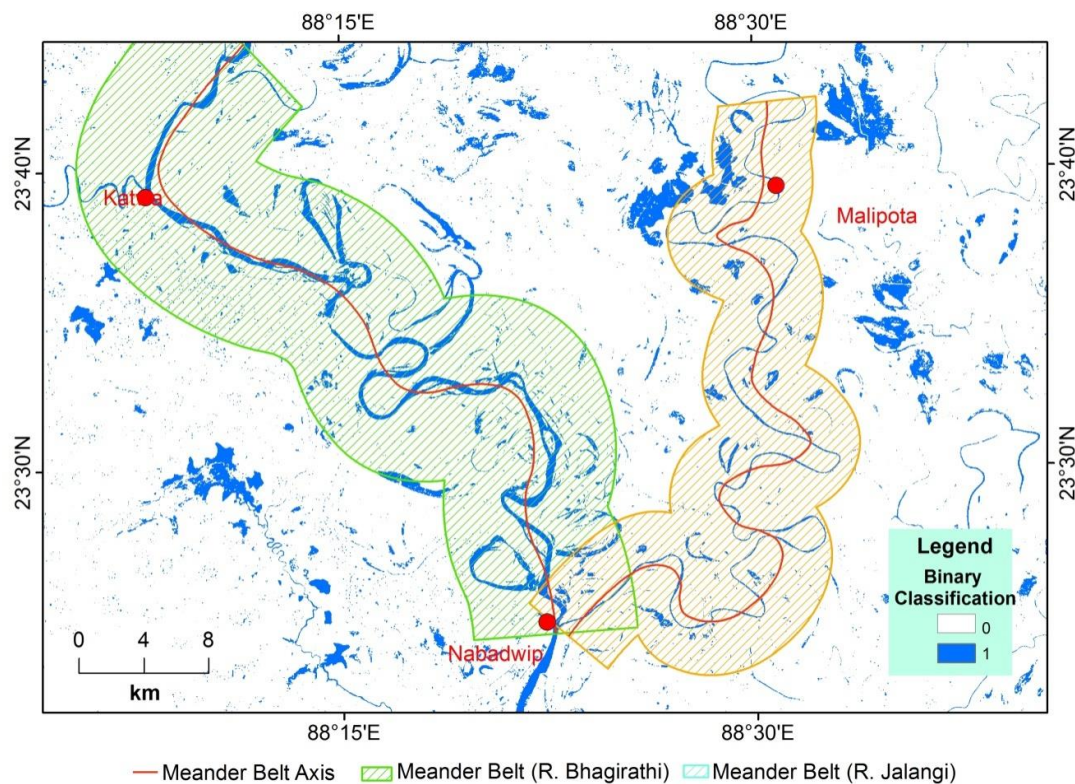 88°15'E
88°30'E
23°40'N
23°40'N
Katwa
Malipota
23°30'N
23°30'N
Legend
Binary
Classification
0
1
0
4
8
km
Nabadwip
88°15'E
88°30'E
Meander Belt Axis
Meander Belt (R. Bhagirathi)
Meander Belt (R. Jalangi)